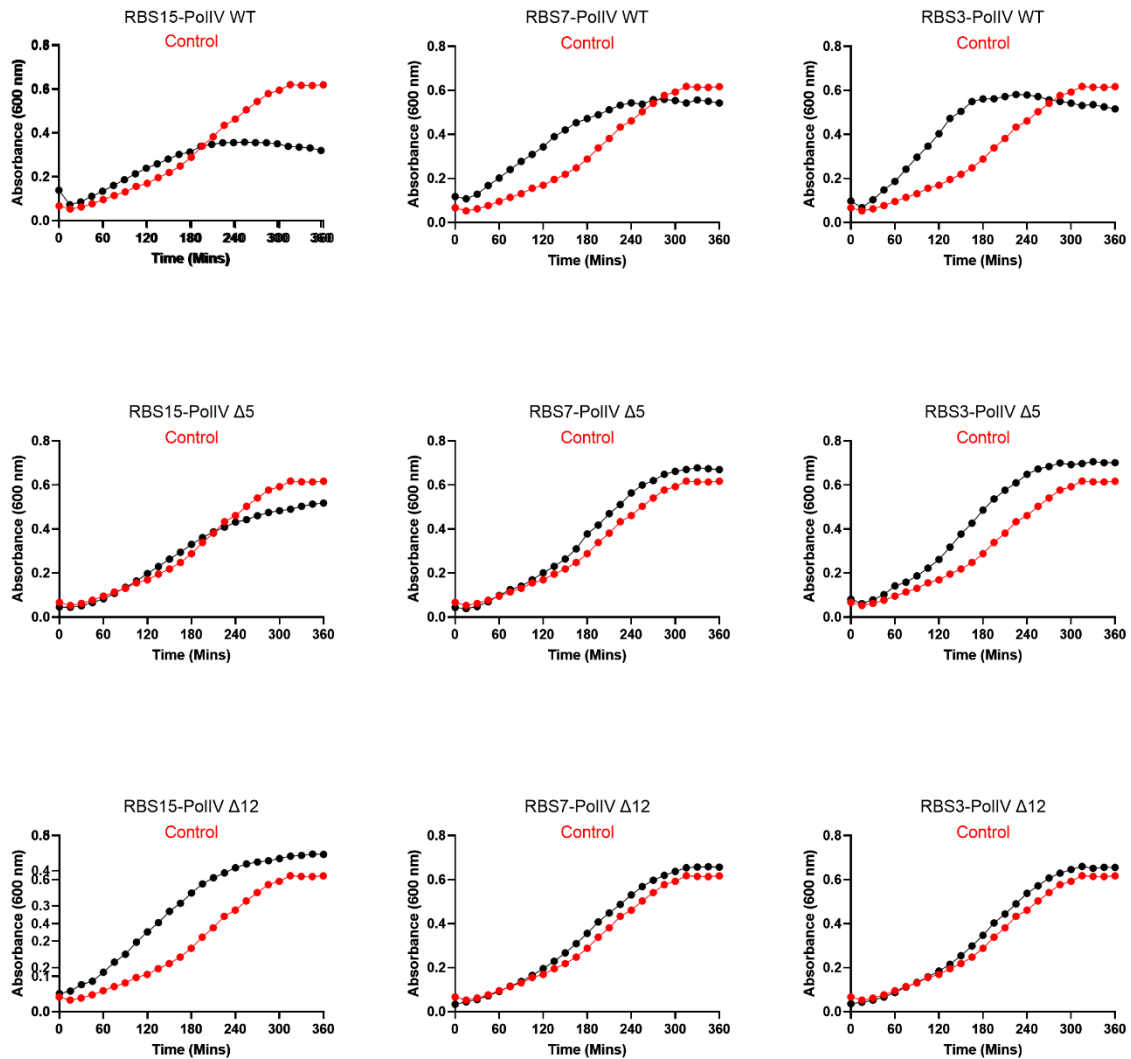 RBS15-PolIV WT
Control
Absorbance (600 nm)
0.8
0.6
0.4
0.2
0.0
0 60 120 180 240 300 360
Time (Mins)
RBS7-PolIV WT
Control
Absorbance (600 nm)
0.8
0.6
0.4
0.2
0.0
0 60 120 180 240 300 360
Time (Mins)
RBS3-PolIV WT
Control
Absorbance (600 nm)
0.8
0.6
0.4
0.2
0.0
0 60 120 180 240 300 360
Time (Mins)
RBS15-PolIV Δ5
Control
Absorbance (600 nm)
0.8
0.6
0.4
0.2
0.0
0 60 120 180 240 300 360
Time (Mins)
RBS7-PolIV Δ5
Control
Absorbance (600 nm)
0.8
0.6
0.4
0.2
0.0
0 60 120 180 240 300 360
Time (Mins)
RBS3-PolIV Δ5
Control
Absorbance (600 nm)
0.8
0.6
0.4
0.2
0.0
0 60 120 180 240 300 360
Time (Mins)
RBS15-PolIV Δ12
Control
Absorbance (600 nm)
0.8
0.4
0.6
0.3
0.4
0.2
0.2
0.1
0.0
0 60 120 180 240 300 360
Time (Mins)
RBS7-PolIV Δ12
Control
Absorbance (600 nm)
0.8
0.6
0.4
0.2
0.0
0 60 120 180 240 300 360
Time (Mins)
RBS3-PolIV Δ12
Control
Absorbance (600 nm)
0.8
0.6
0.4
0.2
0.0
0 60 120 180 240 300 360
Time (Mins)